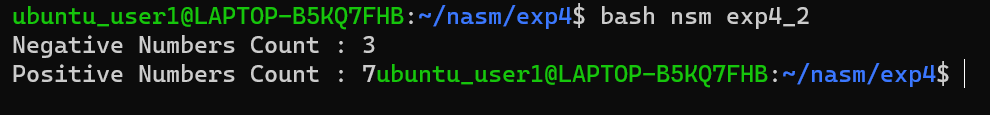 ubuntu_user1@LAPTOP-B5KQ7FHB:~/nasm/exp4$ bash nsm exp4_2
Negative Numbers Count : 3
Positive Numbers Count : 7ubuntu_user1@LAPTOP-B5KQ7FHB:~/nasm/exp4$